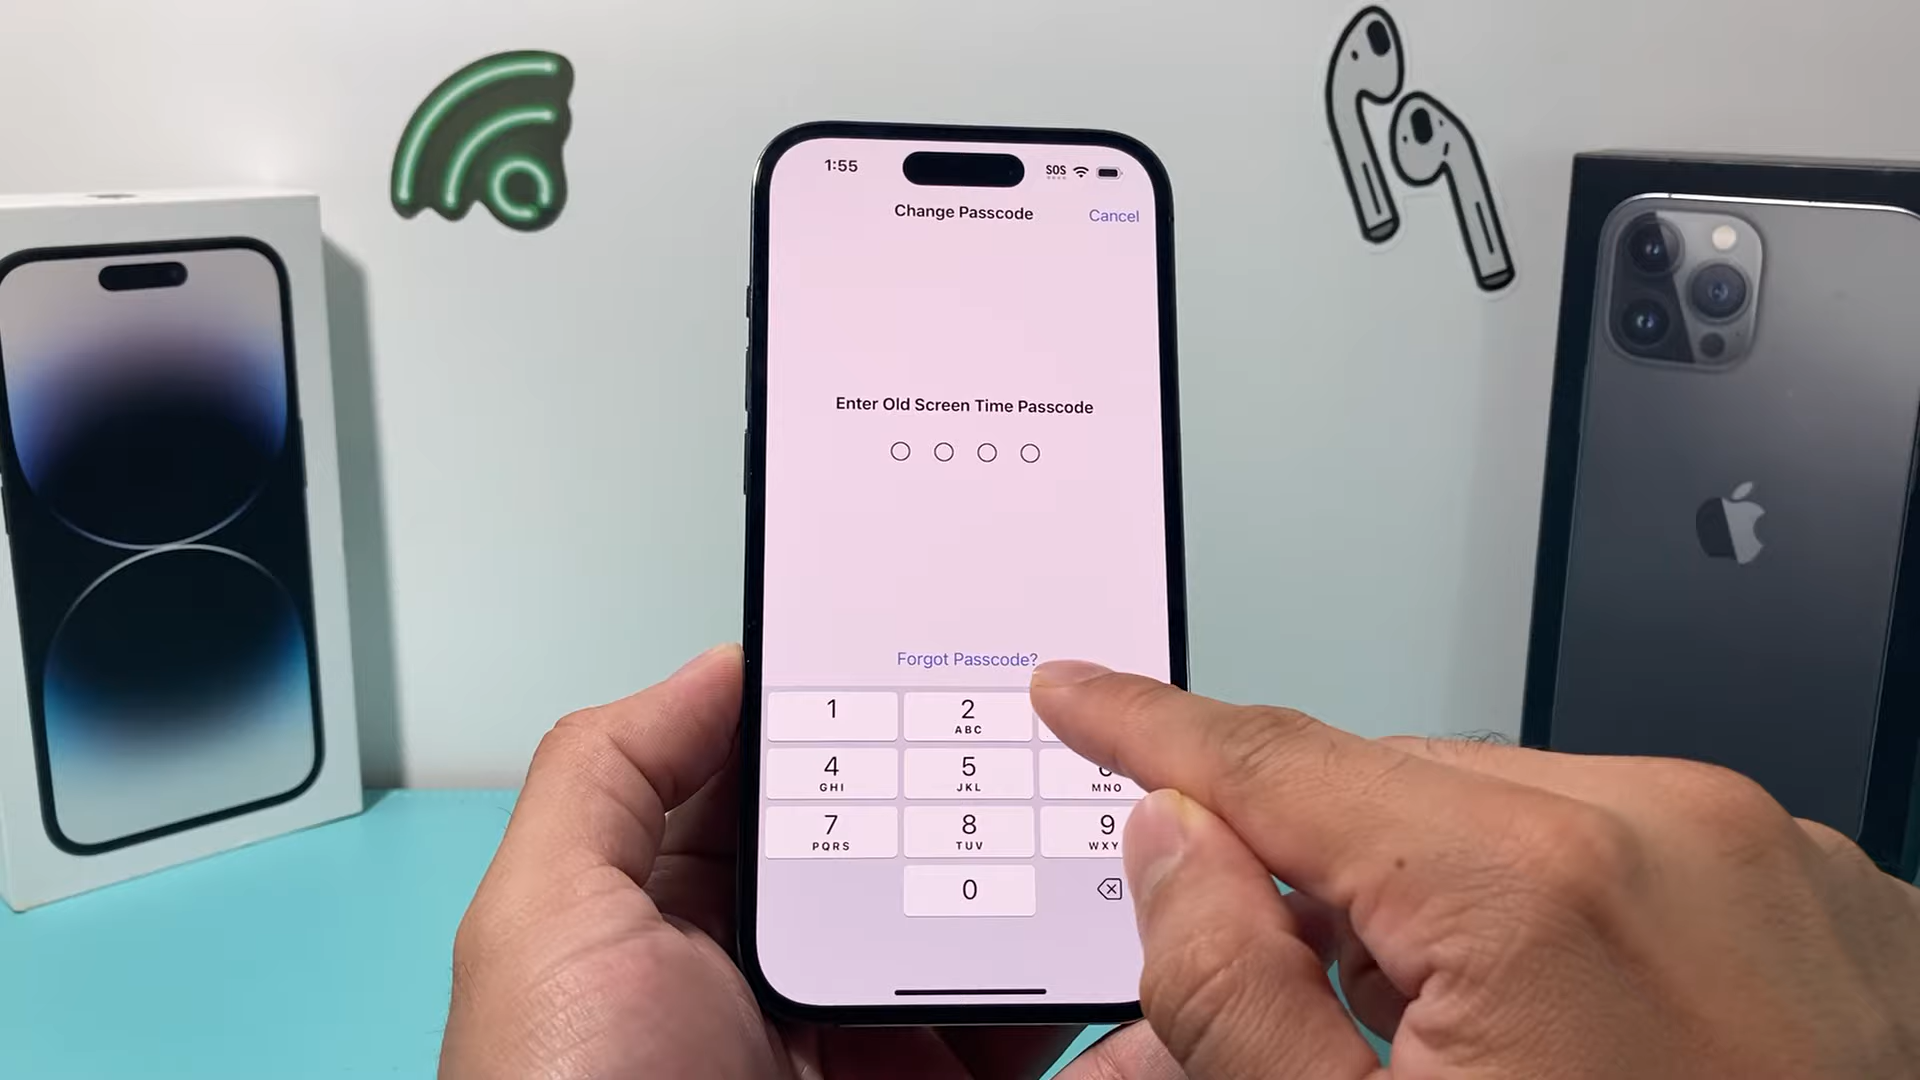 1:55
SOS
Change Passcode
Cancel
Enter Old Screen Time Passcode
Forgot Passcode?
1
2
ABC
4
GHI
5
JKL
MNO
7
PQRS
8
TUV
9
WXY
0